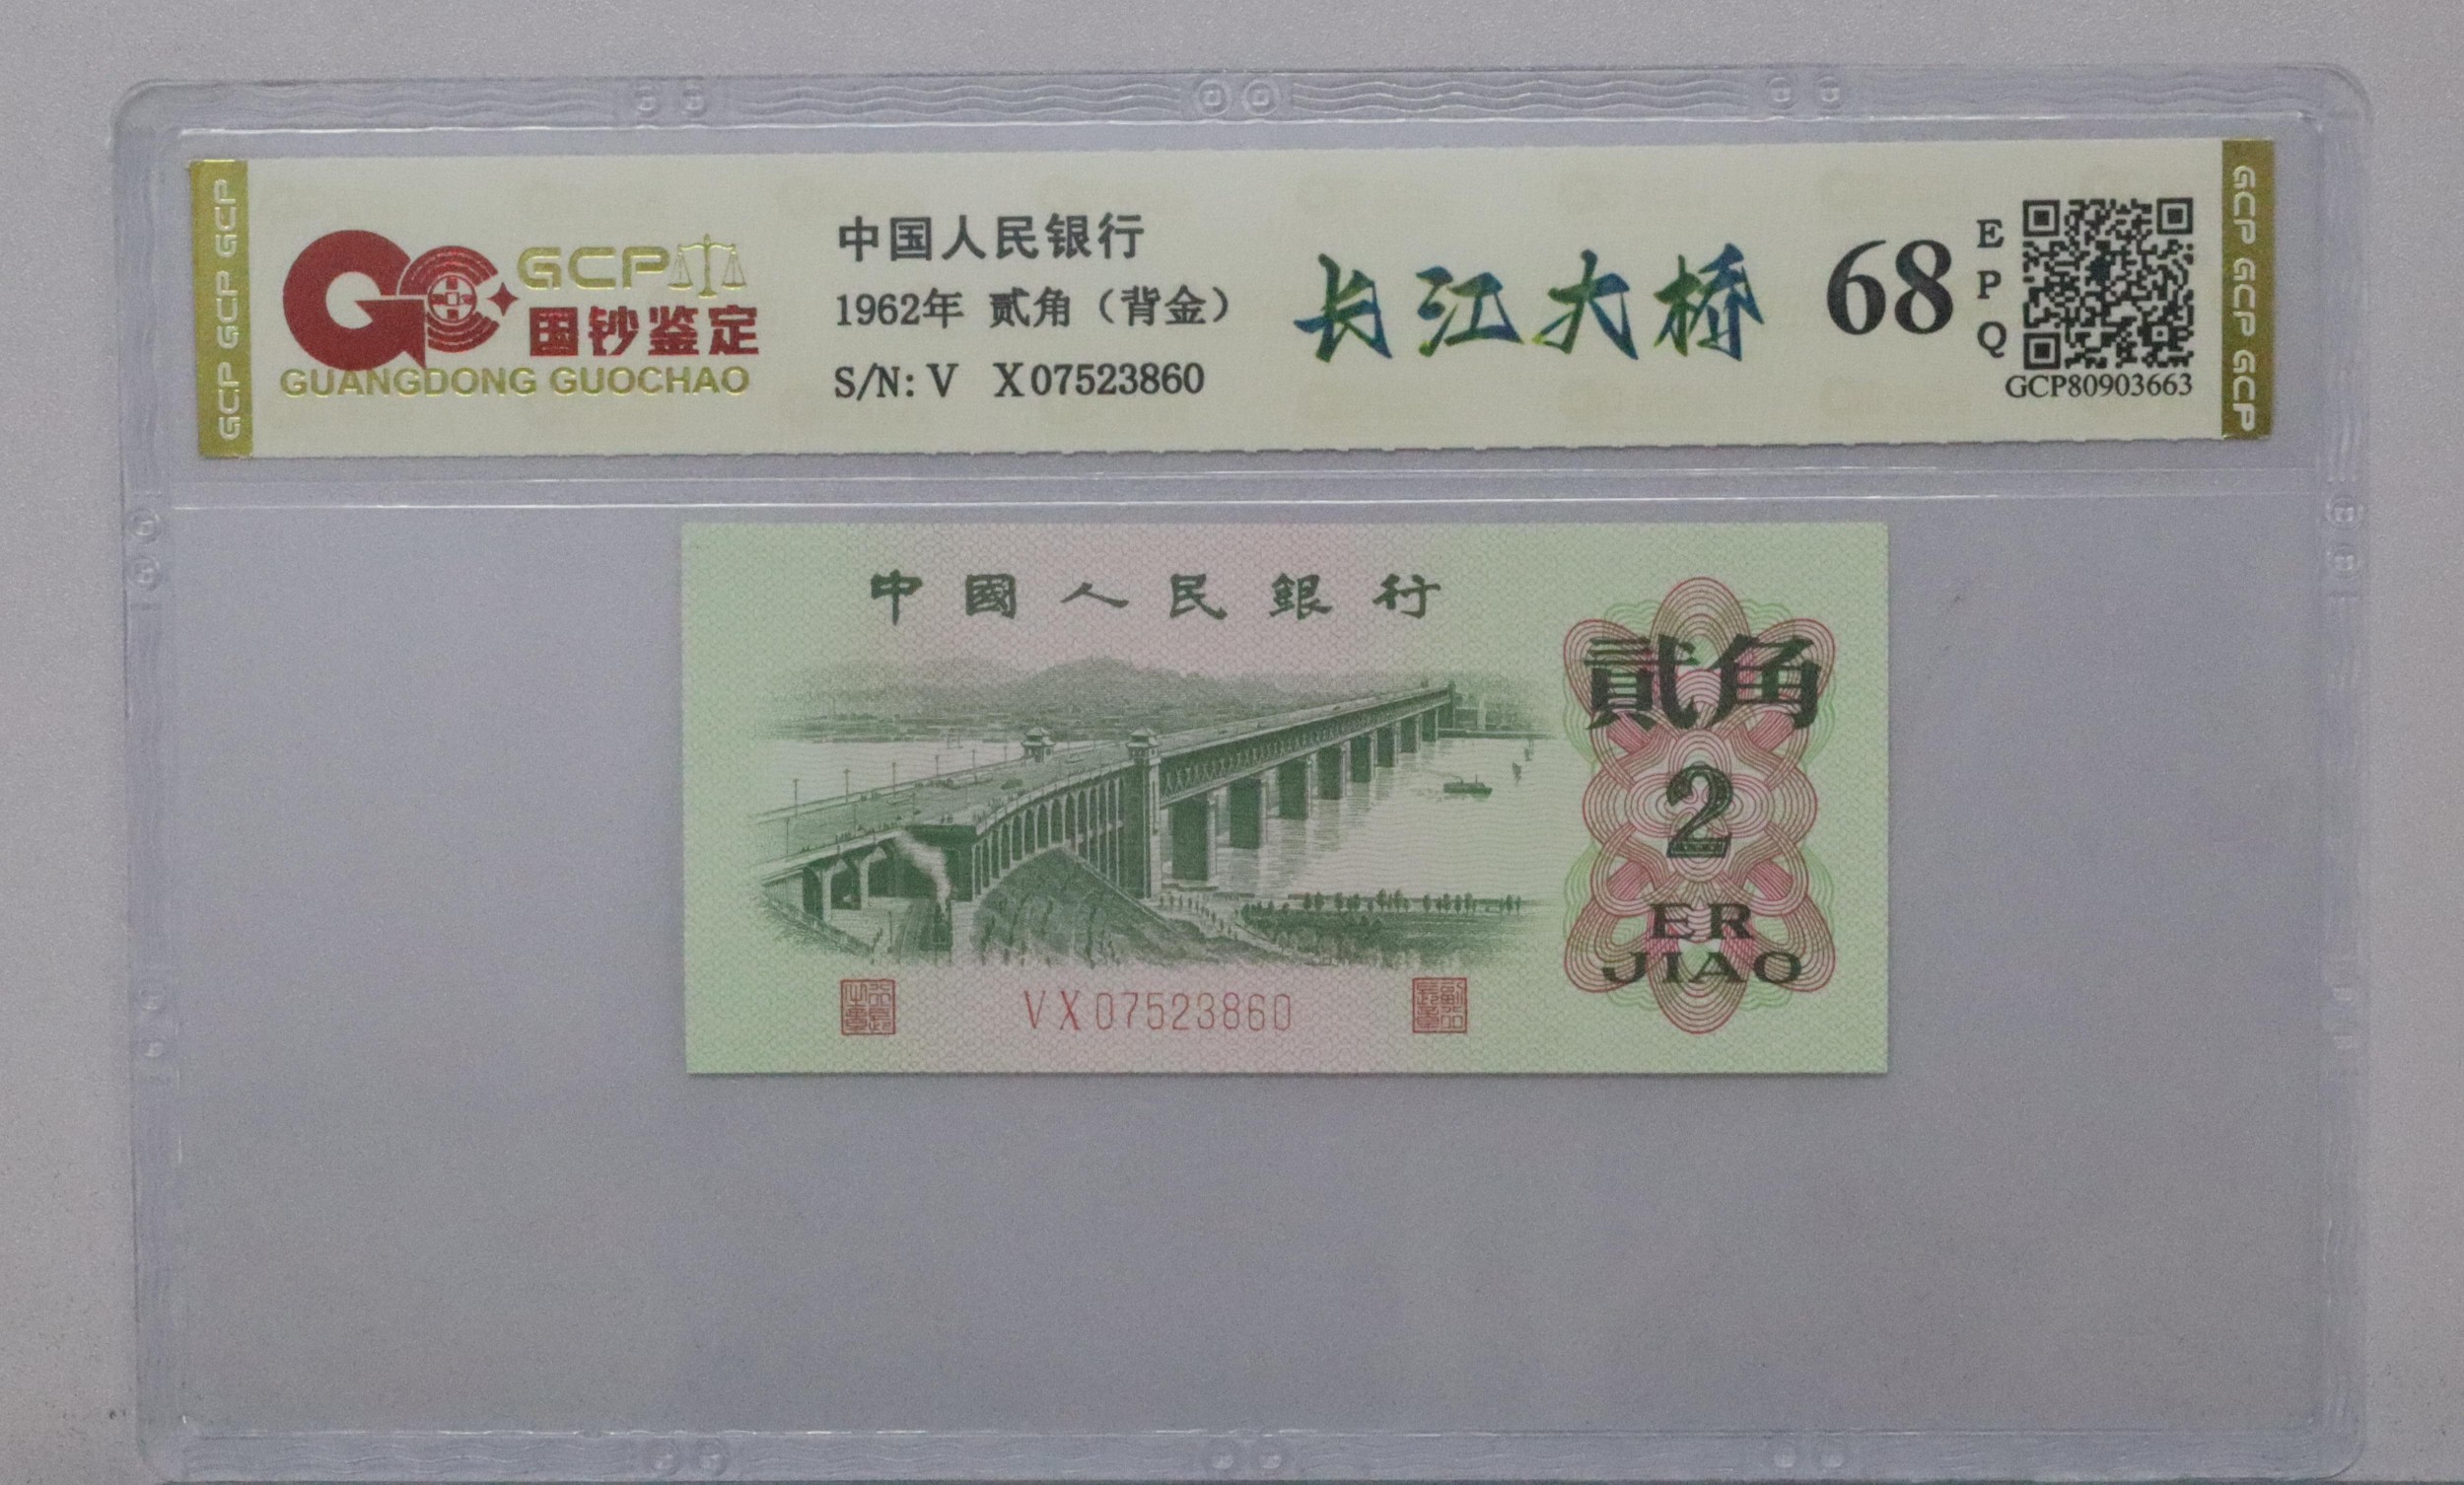 GCP GCP GCP
GCP
国钞鉴定
GUANGDONG GUOCHAO
中国人民银行
1962年 贰角（背金）
S/N: V X07523860
长江大桥
68
E
P
Q
GCP80903663
GCP GCP GCP
中國人民銀行
貳角
2
ER
JIAO
VX07523860